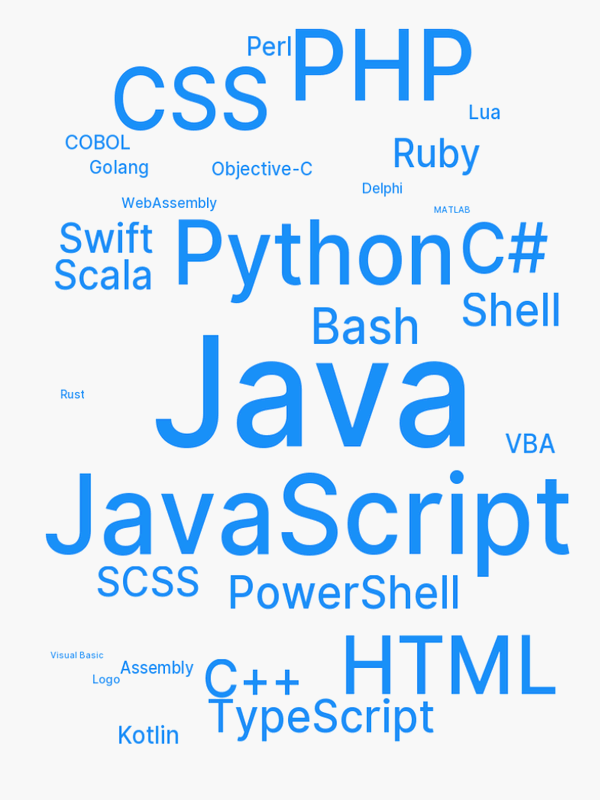 Perl
PHP
CSS
Lua
COBOL
Ruby
Golang
Objective-C
Delphi
WebAssembly
MATLAB
Swift
Python
C#
Scala
Shell
Bash
Java
Rust
VBA
JavaScript
SCSS
PowerShell
Visual Basic
HTML
Assembly
Logo
C++
TypeScript
Kotlin